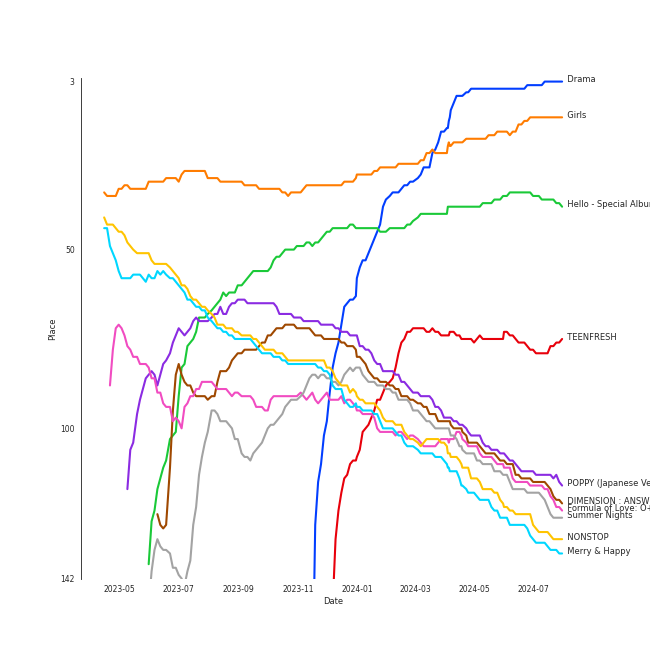 3
Drama
Girls
Hello - Special Albu
50
Place
TEENFRESH
100
POPPY (Japanese Ve
DIMENSION : ANSW
Formula of Love: O+
Summer Nights
NONSTOP
Merry & Happy
142
2023-05
2023-07
2023-09
2023-11
2024-01
2024-03
2024-05
2024-07
Date